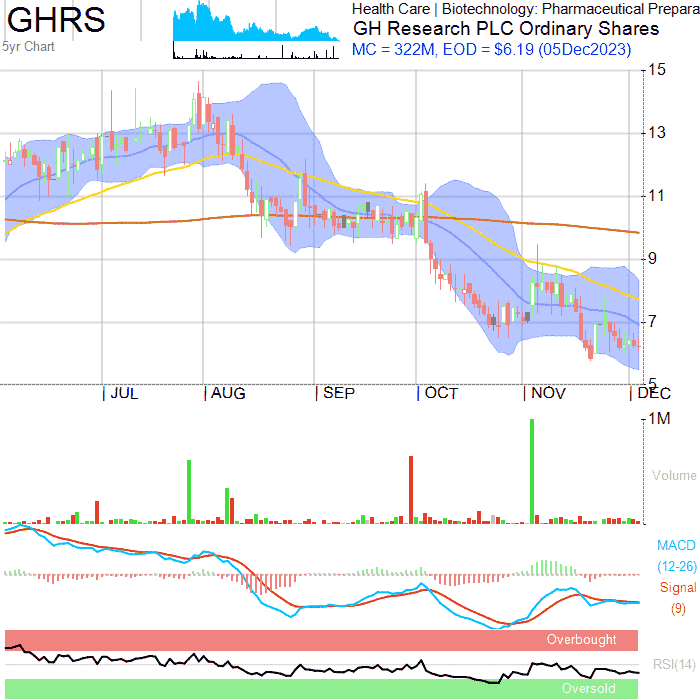 GHRS
5yr Chart
Health Care | Biotechnology: Pharmaceutical Prepara
GH Research PLC Ordinary Shares
MC = 322M, EOD = $6.19 (05Dec2023)
15
13
11
9
7
5
JUL AUG SEP OCT NOV DEC
1M
Volume
MACD
(12-26)
Signal
(9)
Overbought
RSI(14)
Oversold